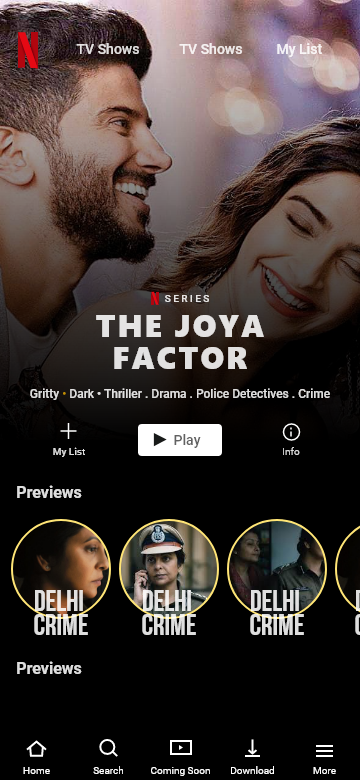 N TV Shows TV Shows My List
N SERIES
THE JOYA
FACTOR
Gritty • Dark • Thriller . Drama . Police Detectives . Crime
My List Play Info
Previews
DELHI DELHI DELHI
CRIME CRIME CRIME
Previews
Home Search Coming Soon Download More